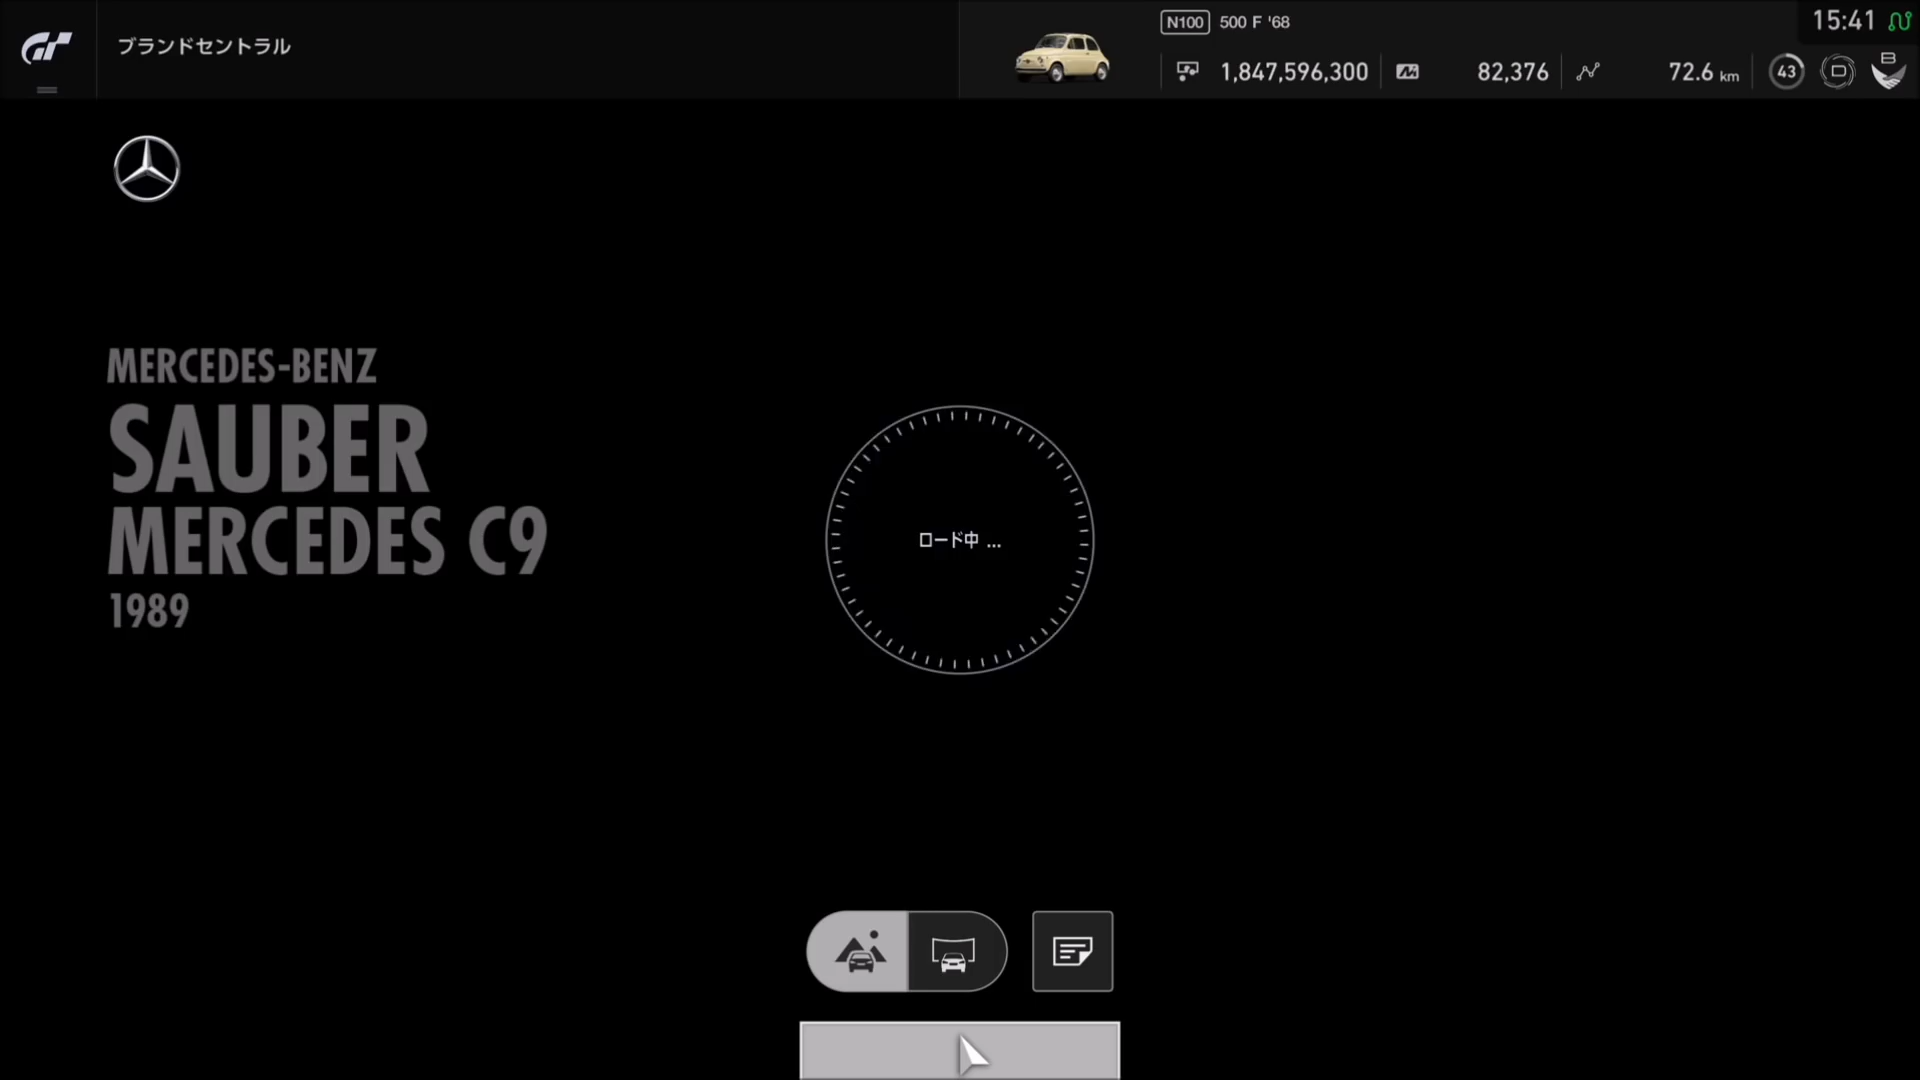 ブランドセントラル
N100 500 F '68
15:41
1,847,596,300
82,376
72.6 km
43
D
B
MERCEDES-BENZ
SAUBER
MERCEDES C9
1989
ロード中 ...